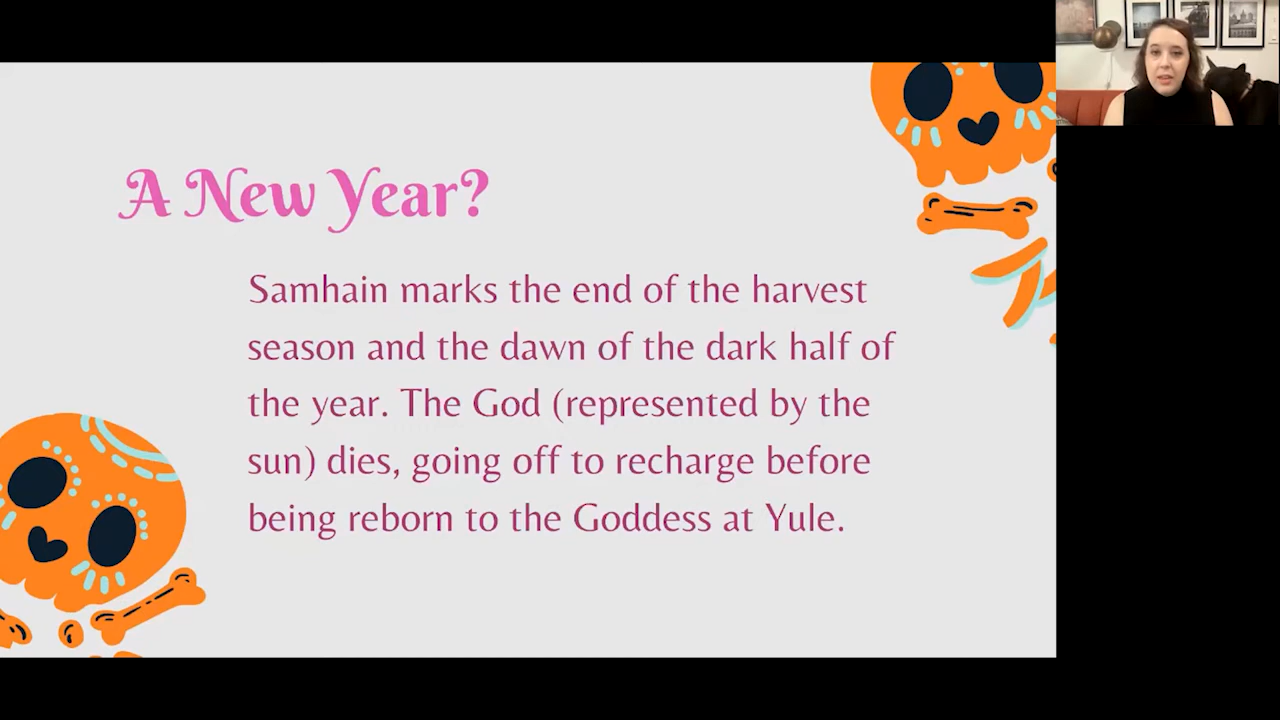 A New Year?
Samhain marks the end of the harvest
season and the dawn of the dark half of
the year. The God (represented by the
sun) dies, going off to recharge before
being reborn to the Goddess at Yule.